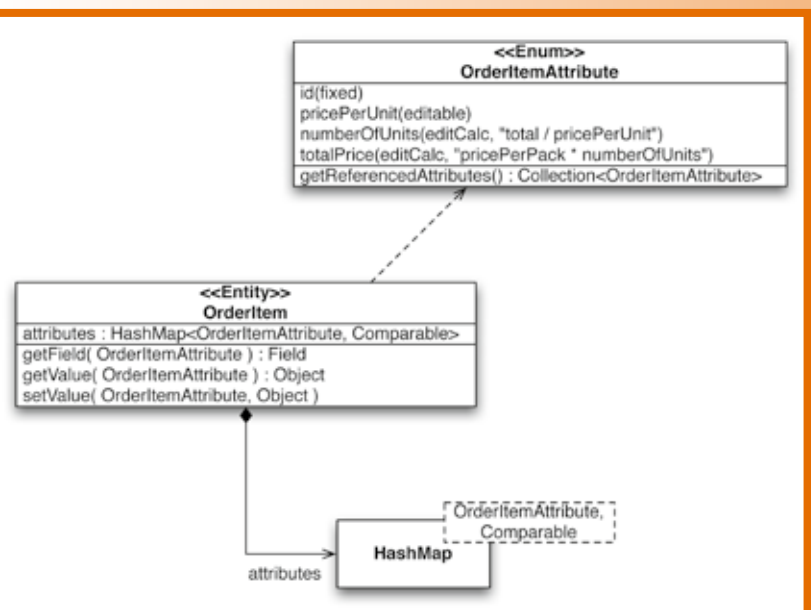 <<Enum>>
OrderItemAttribute
id(fixed)
pricePerUnit(editable)
numberOfUnits(editCalc, "total / pricePerUnit")
totalPrice(editCalc, "pricePerPack * numberOfUnits")
getReferencedAttributes() : Collection<OrderItemAttribute>
<<Entity>>
OrderItem
attributes : HashMap<OrderItemAttribute, Comparable>
getField( OrderItemAttribute ) : Field
getValue( OrderItemAttribute ) : Object
setValue( OrderItemAttribute, Object )
OrderItemAttribute,
Comparable
HashMap
attributes